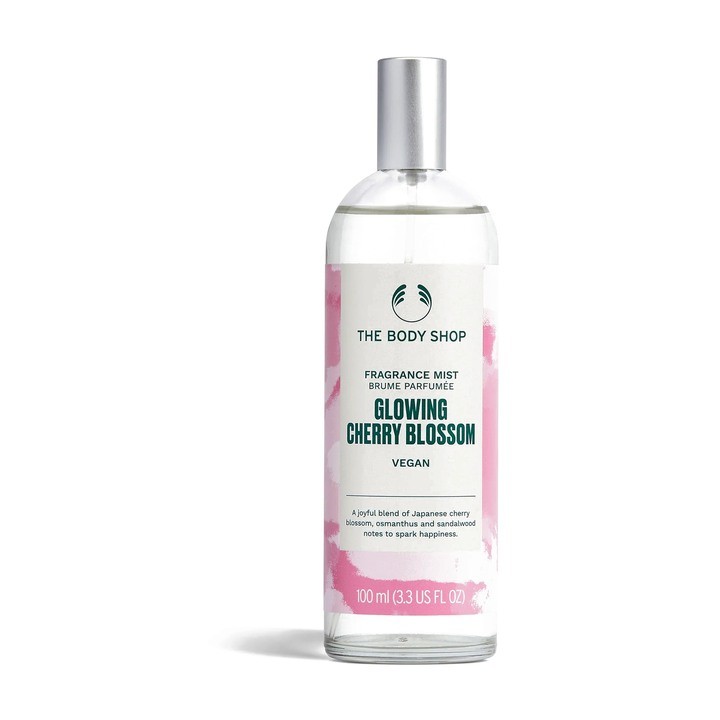 THE BODY SHOP
FRAGRANCE MIST
BRUME PARFUMÉE
GLOWING
CHERRY BLOSSOM
VEGAN
A joyful blend of Japanese cherry
blossom, osmanthus and sandalwood
notes to spark happiness.
100 ml (3.3 US FL OZ)